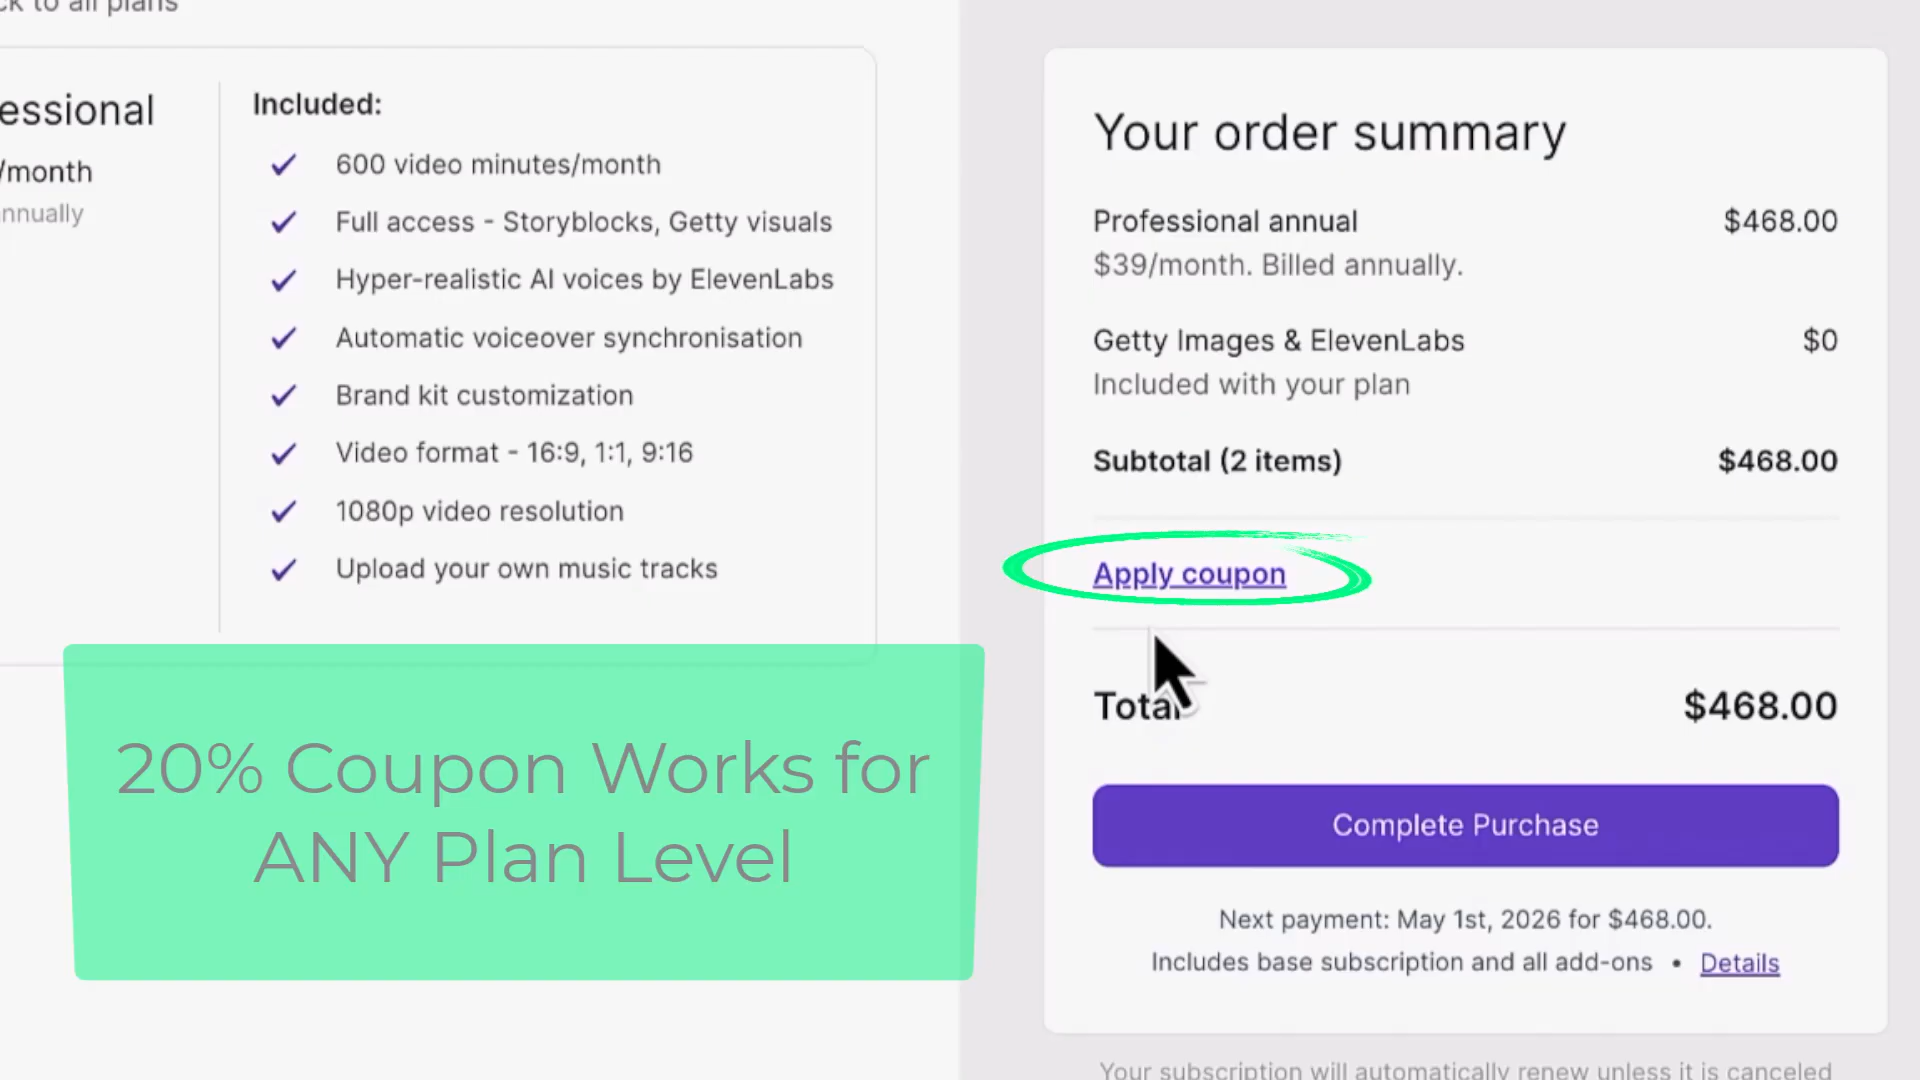 ck to all plans
essional
/month
nnually
Included:
600 video minutes/month
Full access - Storyblocks, Getty visuals
Hyper-realistic AI voices by ElevenLabs
Automatic voiceover synchronisation
Brand kit customization
Video format - 16:9, 1:1, 9:16
1080p video resolution
Upload your own music tracks
20% Coupon Works for
ANY Plan Level
Your order summary
Professional annual $468.00
$39/month. Billed annually.
Getty Images & ElevenLabs $0
Included with your plan
Subtotal (2 items) $468.00
Apply coupon
Total $468.00
Complete Purchase
Next payment: May 1st, 2026 for $468.00.
Includes base subscription and all add-ons • Details
Your subscription will automatically renew unless it is canceled